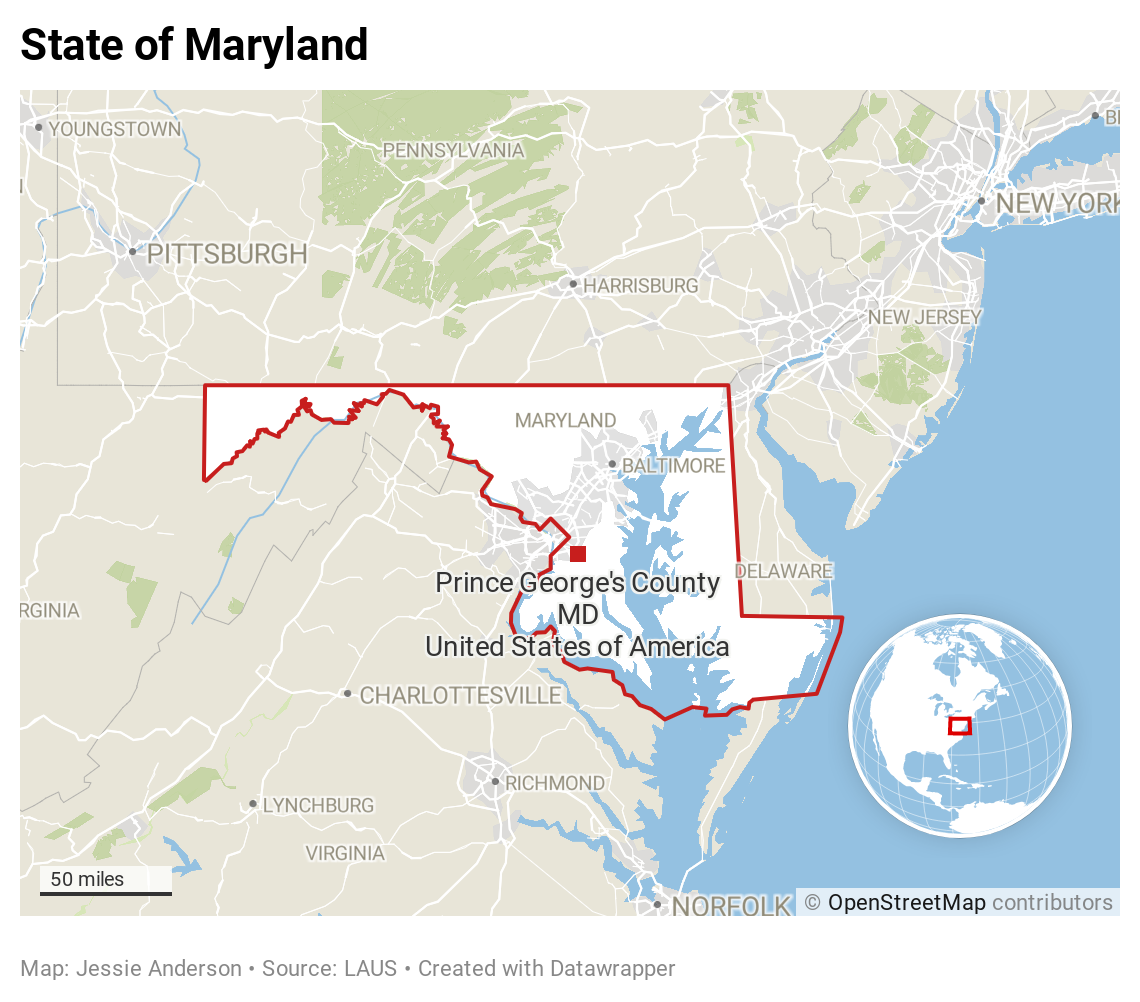 State of Maryland
YOUNGSTOWN
PENNSYLVANIA
NEW YORK
PITTSBURGH
HARRISBURG
NEW JERSEY
MARYLAND
BALTIMORE
DELAWARE
Prince George's County
MD
United States of America
RGINIA
CHARLOTTESVILLE
RICHMOND
LYNCHBURG
VIRGINIA
50 miles
NORFOLK
© OpenStreetMap contributors
Map: Jessie Anderson • Source: LAUS • Created with Datawrapper